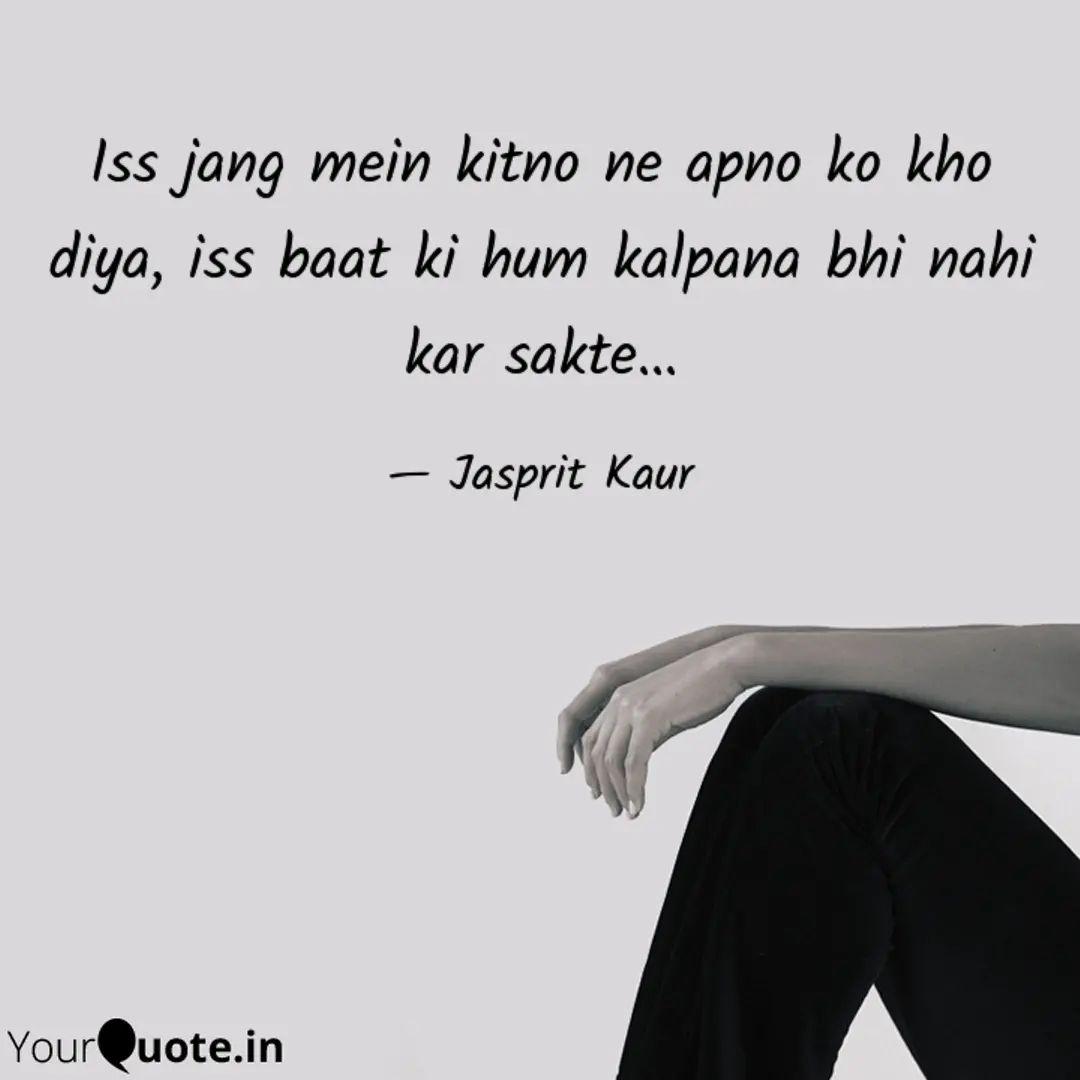 Iss jang mein kitno ne apno ko kho
diya, iss baat ki hum kalpana bhi nahi
kar sakte...
— Jasprit Kaur
YourQuote.in